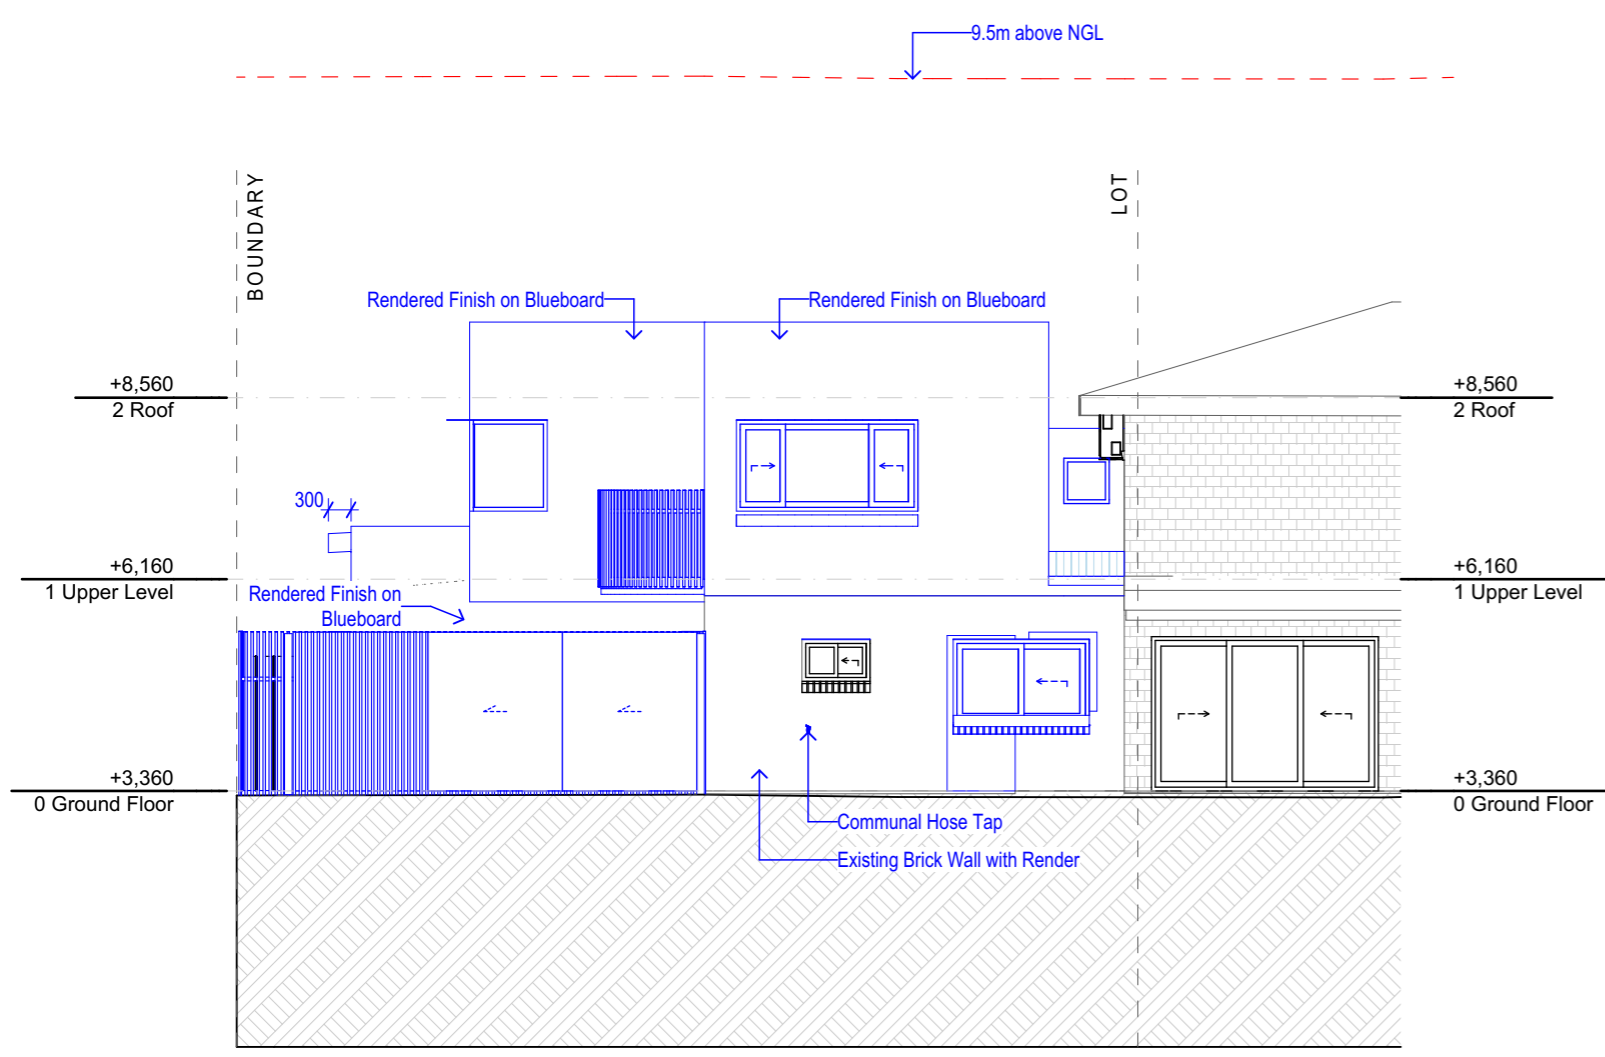 9.5m above NGL
BOUNDARY
LOT
Rendered Finish on Blueboard
Rendered Finish on Blueboard
+8,560
2 Roof
+8,560
2 Roof
300
+6,160
1 Upper Level
+6,160
1 Upper Level
Rendered Finish on
Blueboard
+3,360
0 Ground Floor
+3,360
0 Ground Floor
Communal Hose Tap
Existing Brick Wall with Render